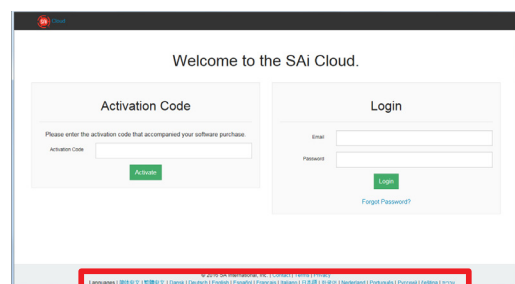 SAi Cloud
Welcome to the SAi Cloud.
Activation Code
Please enter the activation code that accompanied your software purchase.
Activation Code
Activate
Login
Email
Password
Login
Forgot Password?
© 2016 SA International, Inc. | Contact | Terms | Privacy
Languages | 简体中文 | 繁體中文 | Dansk | Deutsch | English | Español | Français | Italiano | 日本語 | 한국어 | Nederland | Português | Русский | čeština | עברית